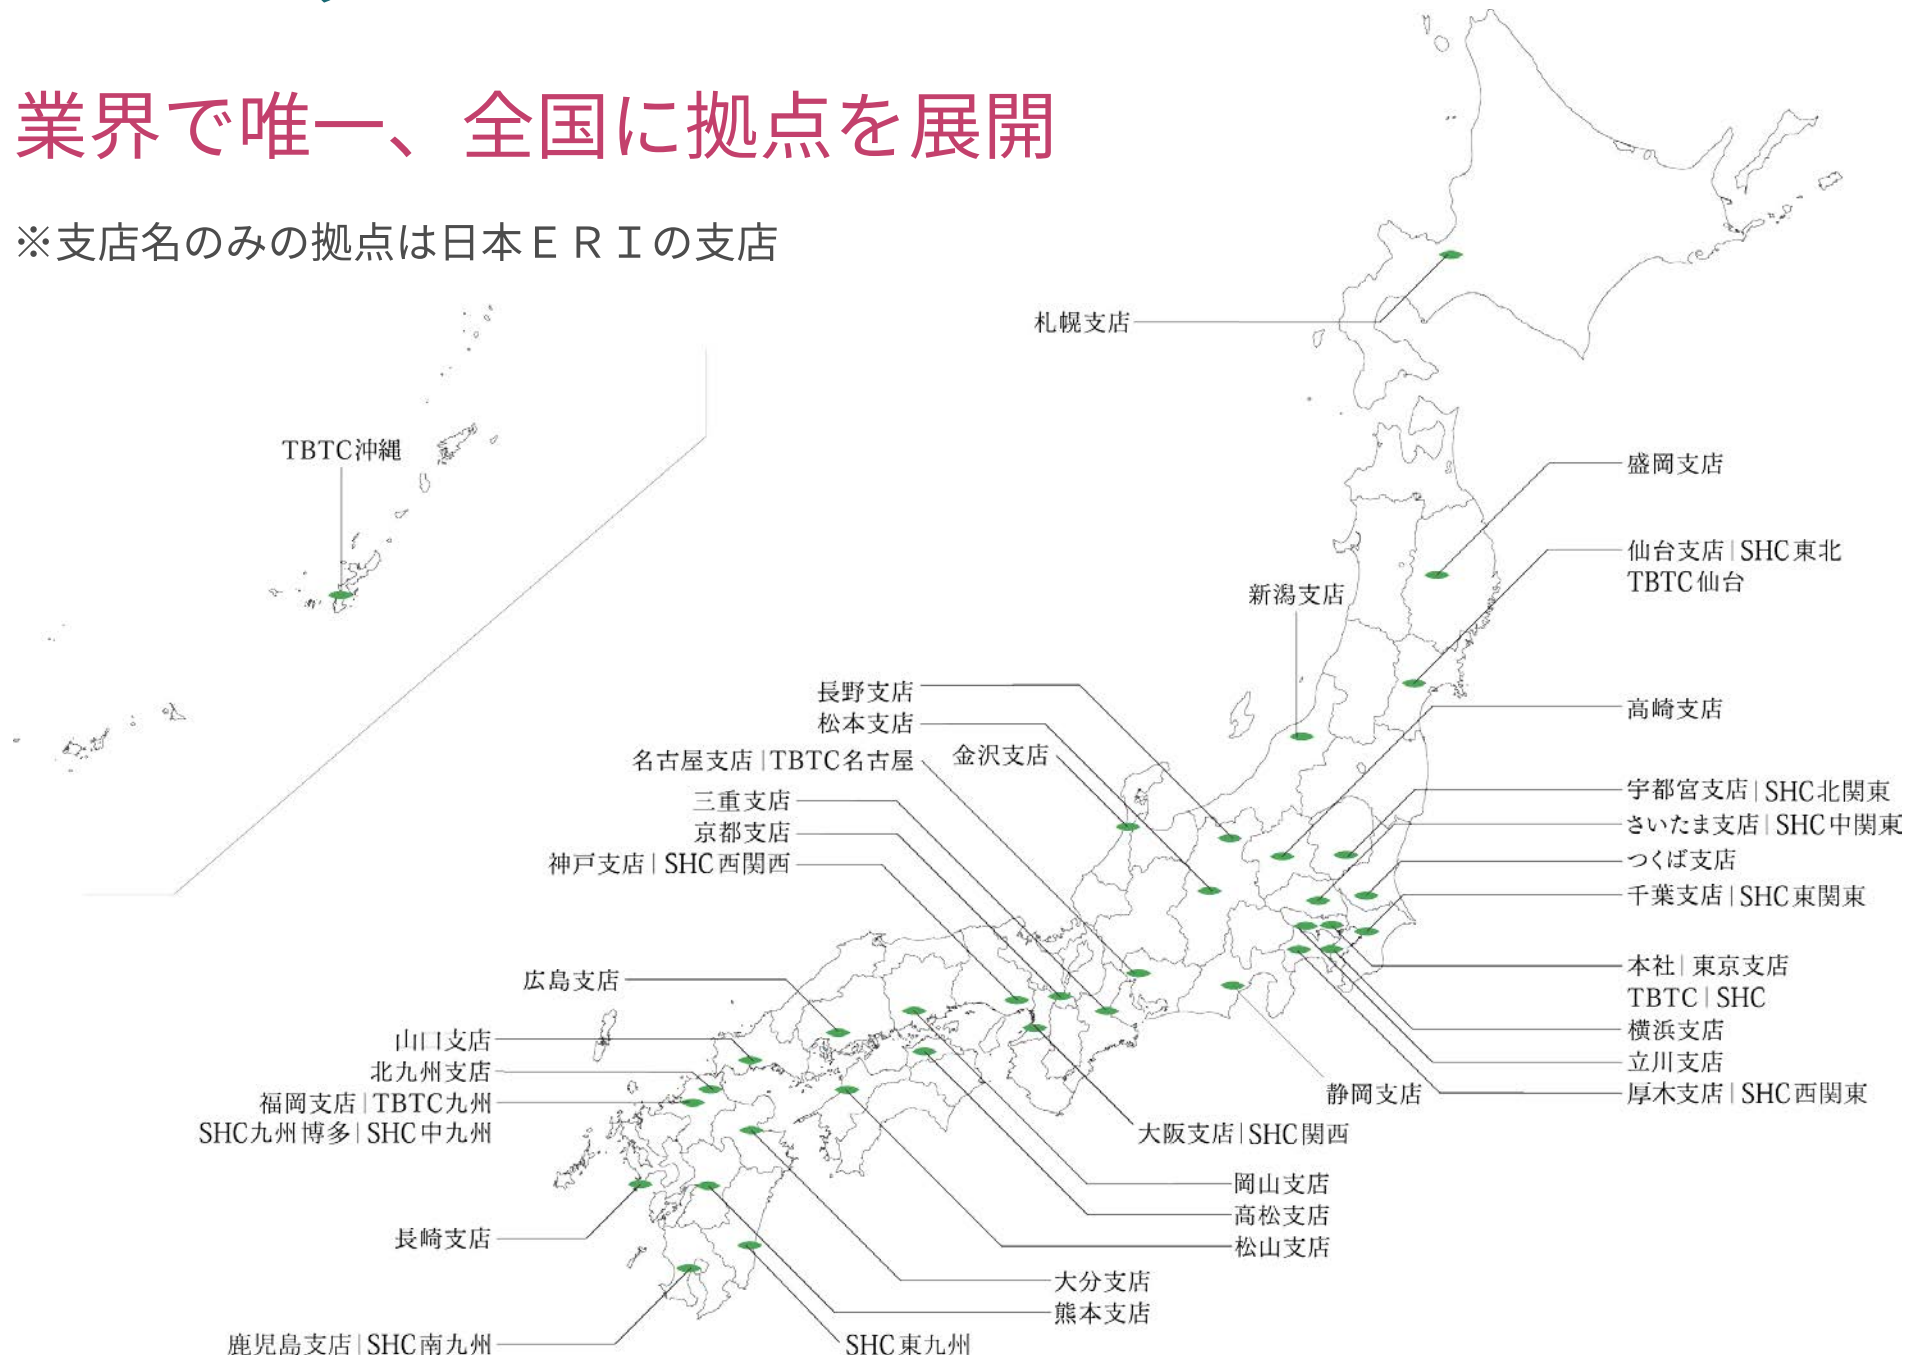 業界で唯一、全国に拠点を展開
※支店名のみの拠点は日本ＥＲＩの支店
札幌支店
TBTC沖縄
盛岡支店
仙台支店|SHC東北
TBTC仙台
新潟支店
長野支店
松本支店
名古屋支店|TBTC名古屋
金沢支店
高崎支店
三重支店
京都支店
神戸支店|SHC西関西
宇都宮支店|SHC北関東
さいたま支店|SHC中関東
つくば支店
千葉支店|SHC東関東
本社|東京支店
TBTC|SHC
横浜支店
立川支店
厚木支店|SHC西関東
広島支店
山口支店
北九州支店
福岡支店|TBTC九州
SHC九州博多|SHC中九州
静岡支店
大阪支店|SHC関西
岡山支店
高松支店
松山支店
長崎支店
大分支店
熊本支店
鹿児島支店|SHC南九州
SHC東九州